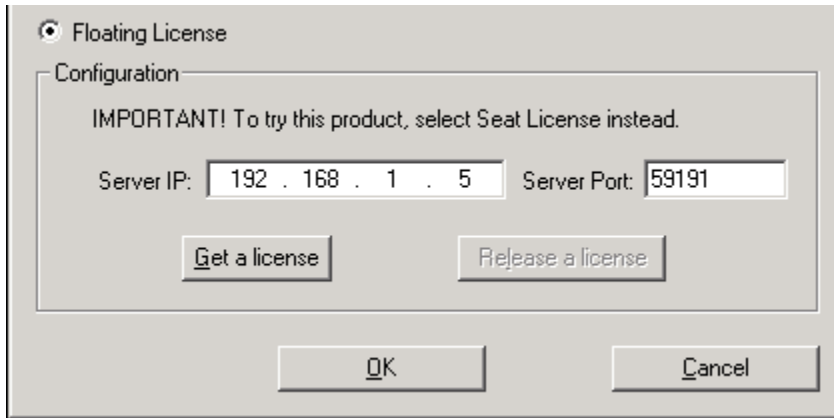 Floating License
Configuration
IMPORTANT! To try this product, select Seat License instead.
Server IP: 192 . 168 . 1 . 5 Server Port: 59191
Get a license Release a license
OK Cancel